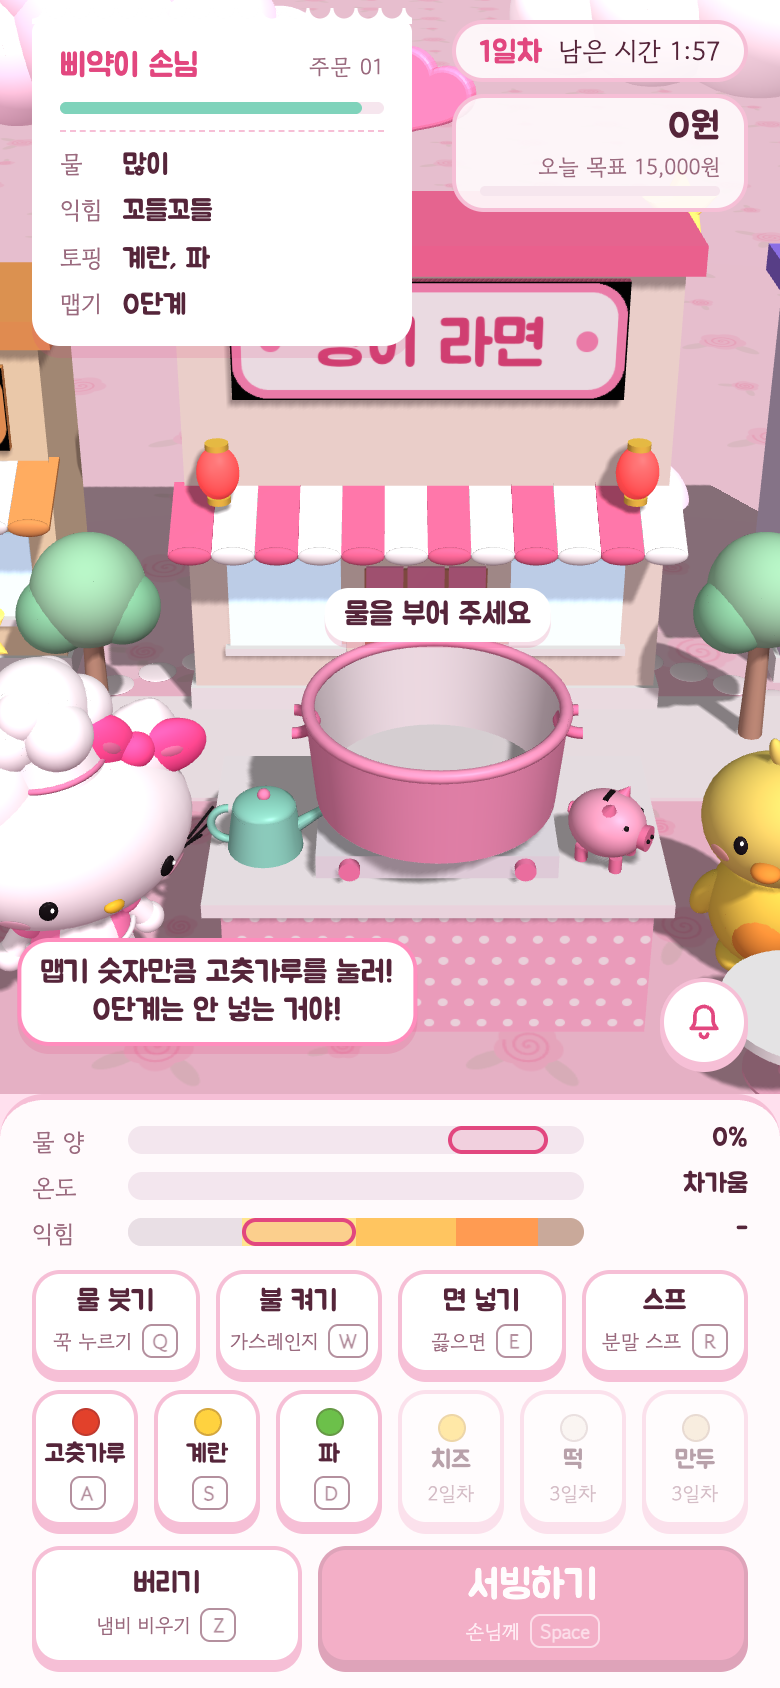 삐약이 손님 주문 01
물 많이
익힘 꼬들꼬들
토핑 계란, 파
맵기 0단계
1일차 남은 시간 1:57
0원
오늘 목표 15,000원
라면
물을 부어 주세요
맵기 숫자만큼 고춧가루를 눌러!
0단계는 안 넣는 거야!
물 양 0%
온도 차가움
익힘 -
물 붓기 불 켜기 면 넣기 스프
꾹 누르기 Q 가스레인지 W 끓으면 E 분말 스프 R
고춧가루 계란 파 치즈 떡 만두
A S D 2일차 3일차 3일차
버리기 서빙하기
냄비 비우기 Z 손님께 Space